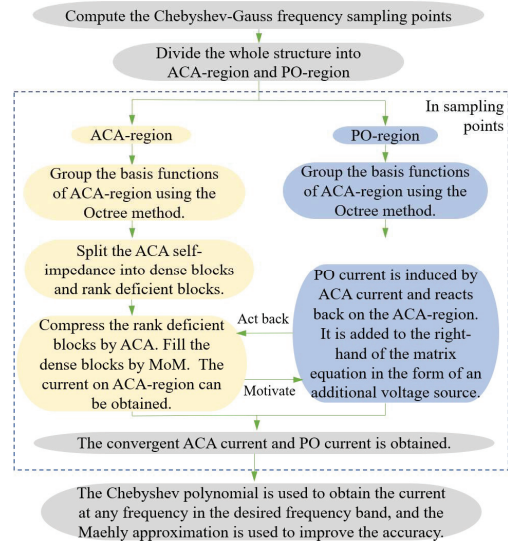 Compute the Chebyshev-Gauss frequency sampling points
Divide the whole structure into
ACA-region and PO-region
In sampling
points
ACA-region
PO-region
Group the basis functions
of ACA-region using the
Octree method.
Group the basis functions
of ACA-region using the
Octree method.
Split the ACA self-
impedance into dense blocks
and rank deficient blocks.
Compress the rank deficient
blocks by ACA. Fill the
dense blocks by MoM. The
current on ACA-region can
be obtained.
Act back
Motivate
PO current is induced by
ACA current and reacts
back on the ACA-region.
It is added to the right-
hand of the matrix
equation in the form of an
additional voltage source.
The convergent ACA current and PO current is obtained.
The Chebyshev polynomial is used to obtain the current
at any frequency in the desired frequency band, and the
Maehly approximation is used to improve the accuracy.